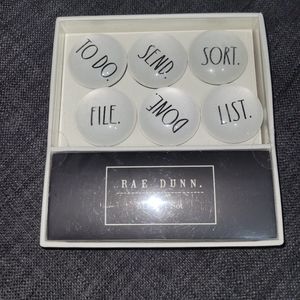 TO DO.
SEND.
SORT.
FILE.
DONE.
LIST.
RAE DUNN.